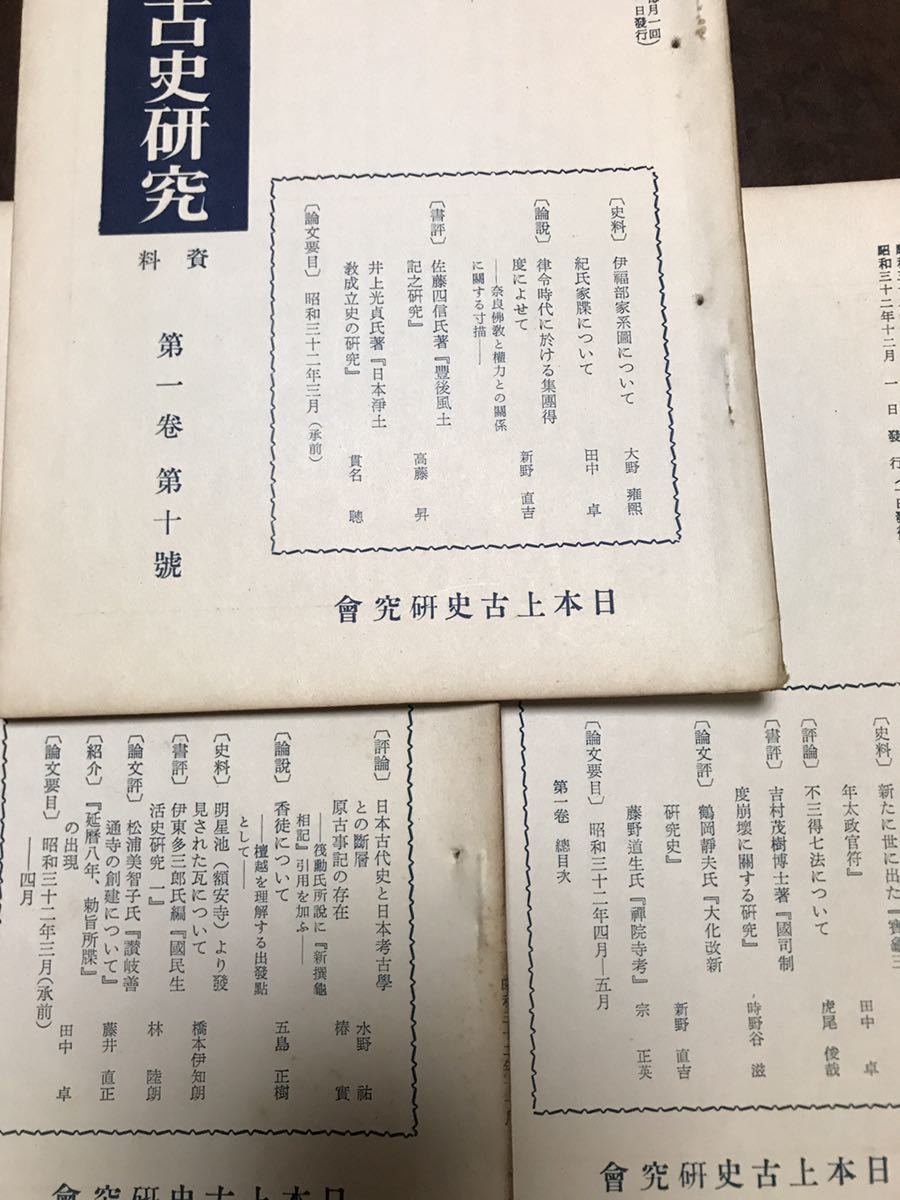 古史研究
資料
第一卷第十號
日發行)
〔史料〕 伊福部家系圖について 大野 雍熙
紀氏家牒について 田中 卓
〔論説〕 律令時代に於ける集團得
度によせて 新野 直吉
――奈良佛教と權力との關係
に關する寸描――
〔書評〕 佐藤四信氏著『豐後風土
記之研究』 高藤 昇
井上光貞氏著『日本淨土
教成立史の研究』 貫名 聰
〔論文要目〕 昭和三十二年三月(承前)
日本上古史研究會
昭和三十二年十二月 一 日 發 行
〔史料〕 新たに世に出た『寶龜三
年太政官符』 田中 卓
〔評論〕 不三得七法について 虎尾 俊哉
〔書評〕 吉村茂樹博士著『國司制
度崩壞に關する研究』 時野谷 滋
〔論文評〕 鶴岡靜夫氏『大化改新
研究史』 新野 直吉
藤野道生氏『禪院寺考』 宗 正英
〔論文要目〕 昭和三十二年四月―五月
第一卷 總目次
日本上古史研究會
〔評論〕 日本古代史と日本考古學
との斷層 水野 祐
原古事記の存在 椿 實
――筏勳氏所説に『新撰龜
相記』引用を加ふ――
〔論説〕 香徒について 五島 正樹
――檀越を理解する出發點
として――
〔史料〕 明星池(額安寺)より發
見された瓦について 橋本伊知朗
〔書評〕 伊東多三郎氏編『國民生
活史研究 一』 林 陸朗
〔論文評〕 松浦美智子氏『讃岐善
通寺の創建について』 藤井 直正
〔紹介〕 『延曆八年、勅旨所牒』
の出現 田中 卓
〔論文要目〕 昭和三十二年三月(承前)
――四月
日本上古史研究會